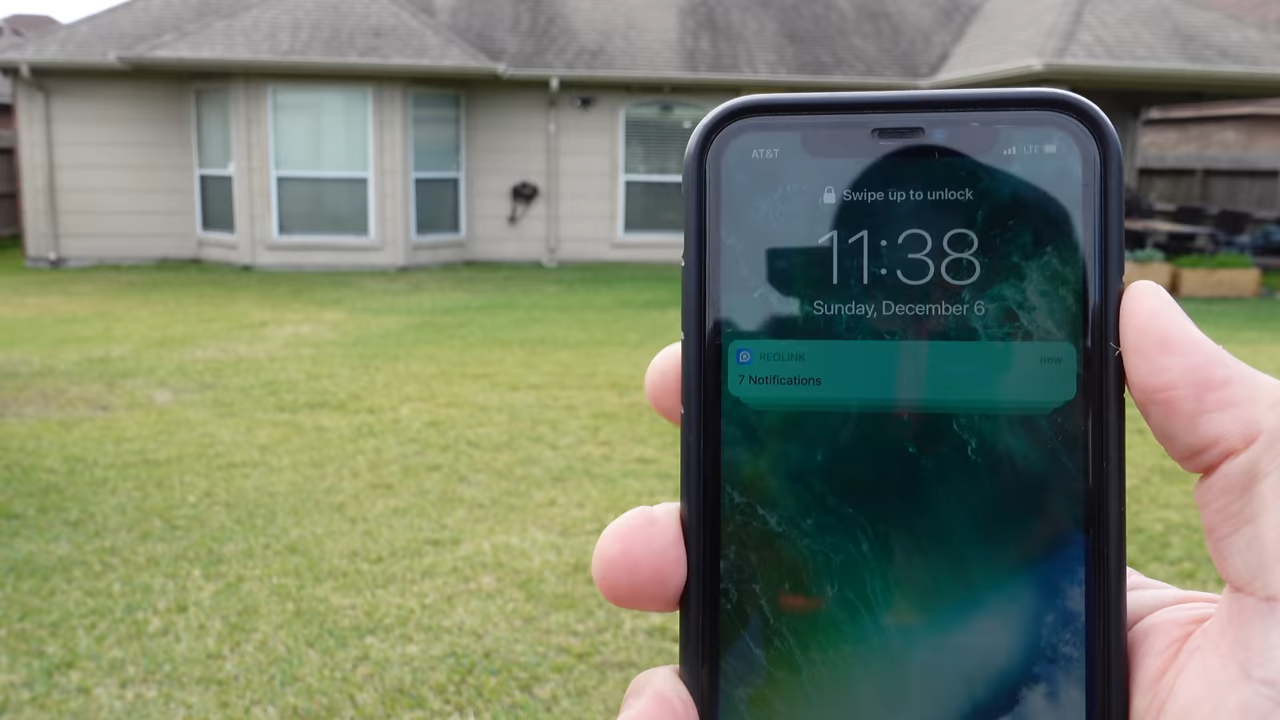 AT&T
LTE
Swipe up to unlock
11:38
Sunday, December 6
REOLINK
now
7 Notifications